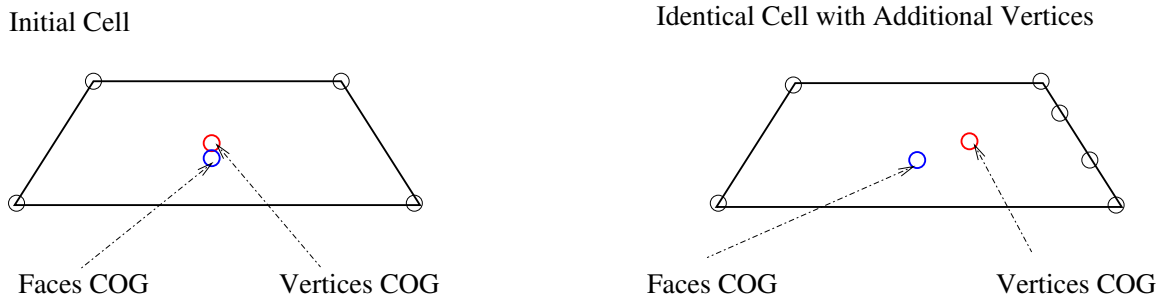 Initial Cell
Identical Cell with Additional Vertices
Faces COG
Vertices COG
Faces COG
Vertices COG